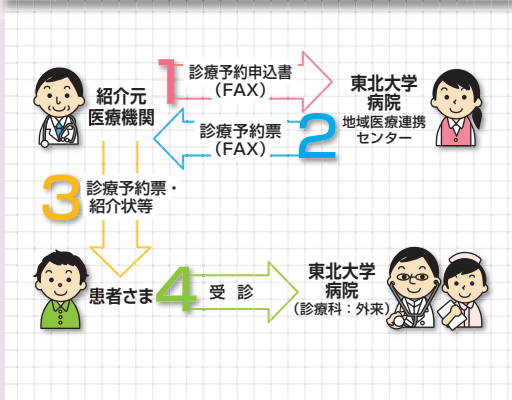 紹介元
医療機関
1
診療予約申込書
（FAX）
東北大学
病院
地域医療連携
センター
診療予約票
（FAX）
2
3
診療予約票・
紹介状等
患者さま
4
受 診
東北大学
病院
（診療科：外来）